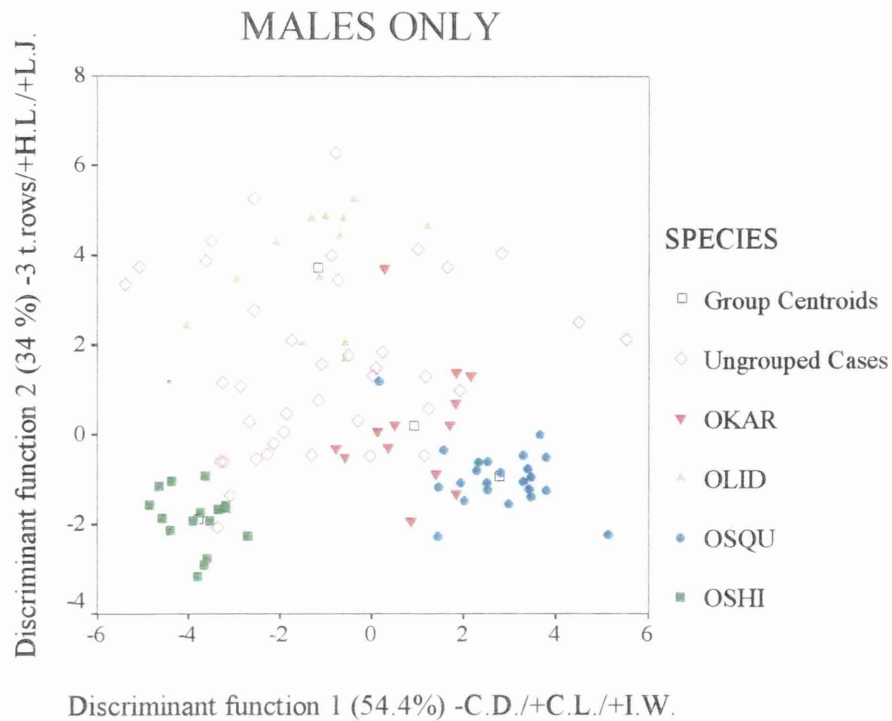 MALES ONLY
Discriminant function 2 (34 %) -3 t.rows/+H.L./+L.J.
8
6
4
2
0
-2
-4
-6
-4
-2
0
2
4
6
SPECIES
Group Centroids
Ungrouped Cases
OKAR
OLID
OSQU
OSHI
Discriminant function 1 (54.4%) -C.D./+C.L./+I.W.